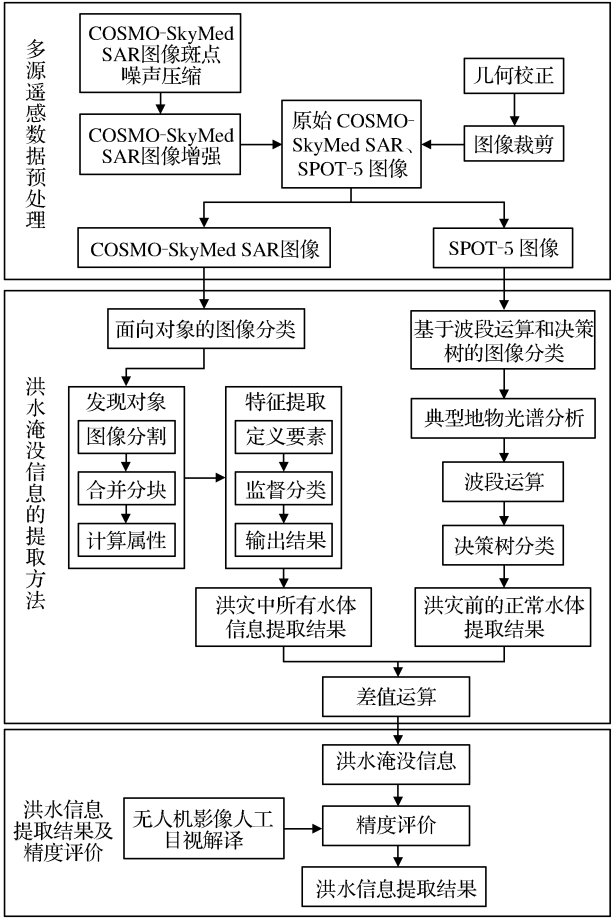 多源遥感数据预处理
COSMO-SkyMed
SAR图像斑点
噪声压缩
COSMO-SkyMed
SAR图像增强
原始 COSMO-
SkyMed SAR、
SPOT-5 图像
几何校正
图像裁剪
COSMO-SkyMed SAR图像
SPOT-5 图像
洪水淹没信息的提取方法
面向对象的图像分类
发现对象
图像分割
合并分块
计算属性
特征提取
定义要素
监督分类
输出结果
洪灾中所有水体
信息提取结果
基于波段运算和决策
树的图像分类
典型地物光谱分析
波段运算
决策树分类
洪灾前的正常水体
提取结果
差值运算
洪水信息
提取结果及
精度评价
洪水淹没信息
无人机影像人工
目视解译
精度评价
洪水信息提取结果